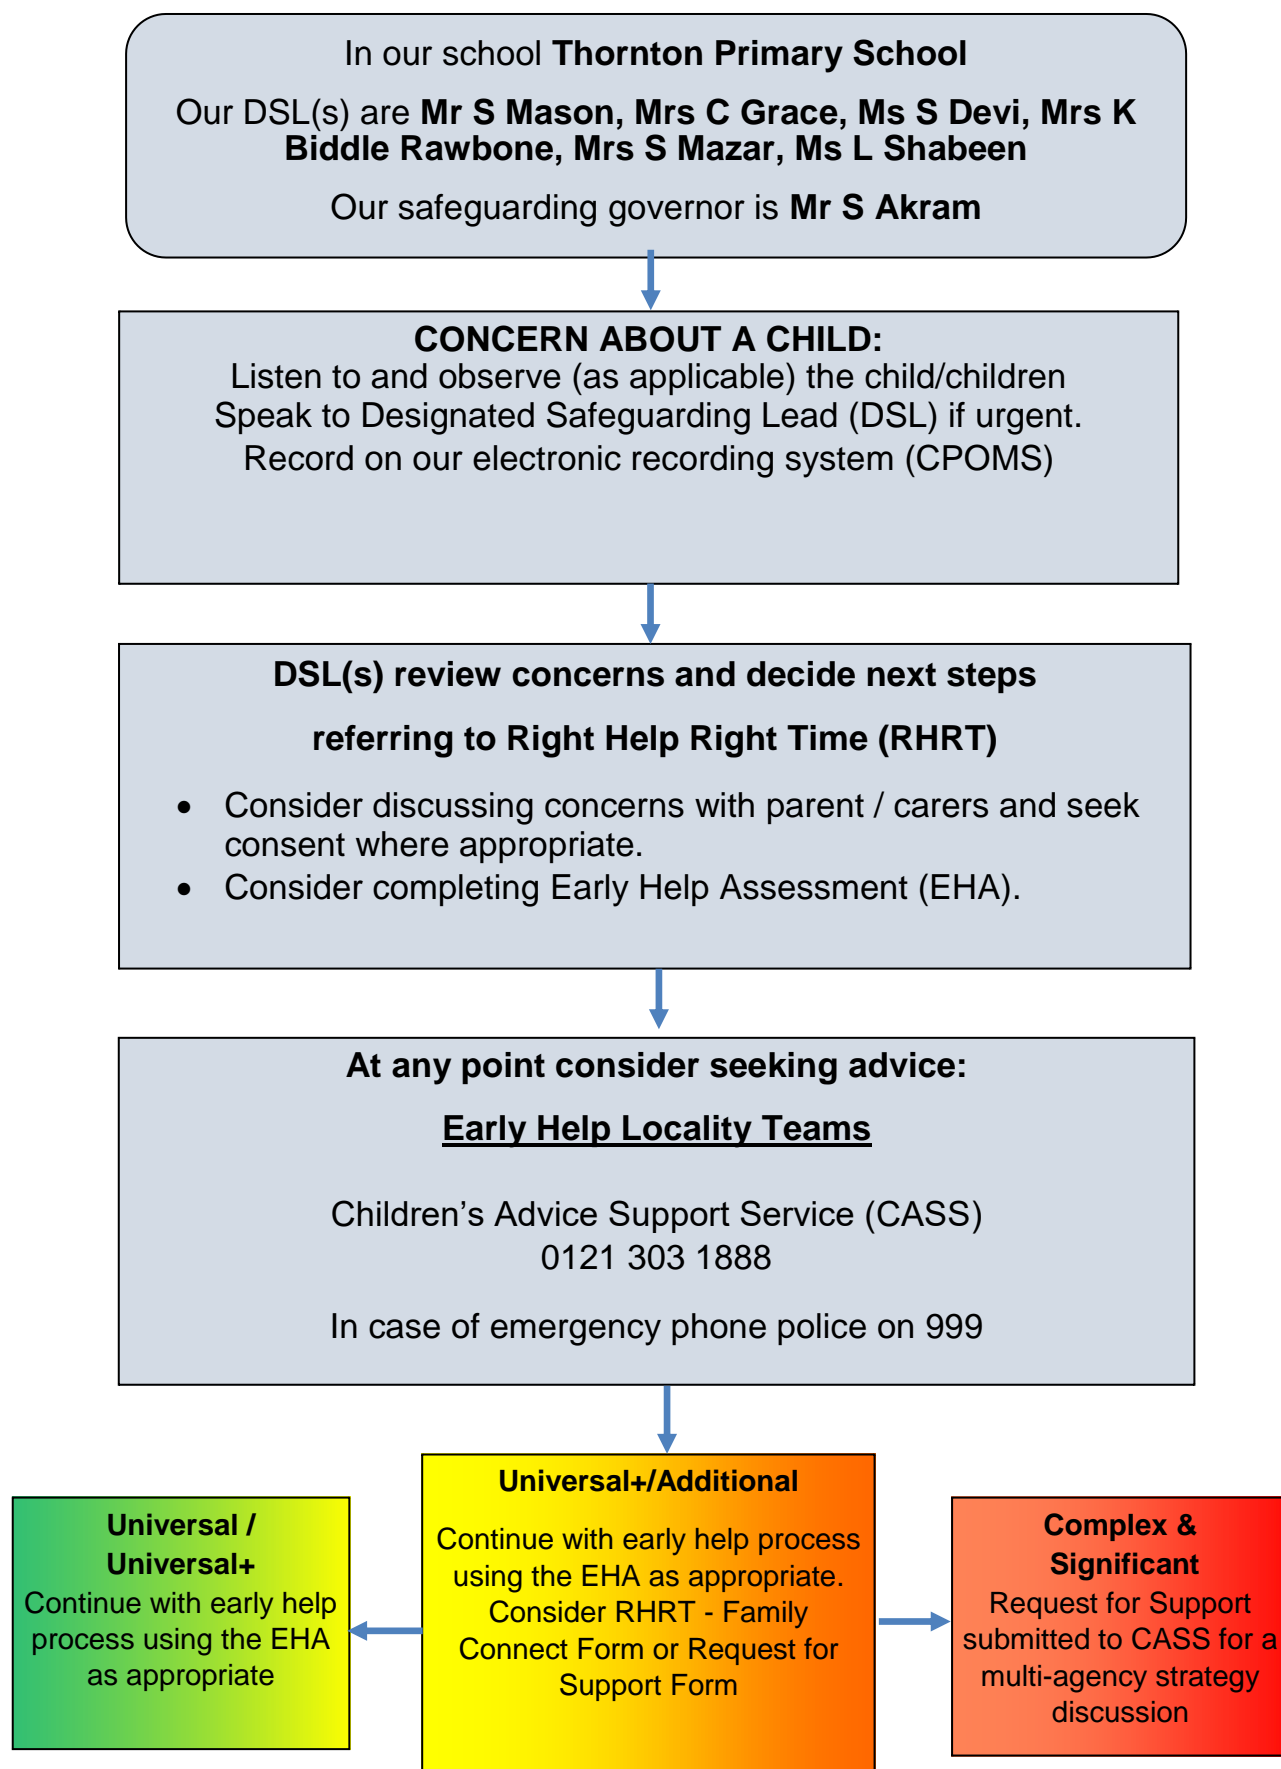 In our school Thornton Primary School
Our DSL(s) are Mr S Mason, Mrs C Grace, Ms S Devi, Mrs K
Biddle Rawbone, Mrs S Mazar, Ms L Shabeen
Our safeguarding governor is Mr S Akram
CONCERN ABOUT A CHILD:
Listen to and observe (as applicable) the child/children
Speak to Designated Safeguarding Lead (DSL) if urgent.
Record on our electronic recording system (CPOMS)
DSL(s) review concerns and decide next steps
referring to Right Help Right Time (RHRT)
• Consider discussing concerns with parent / carers and seek
consent where appropriate.
• Consider completing Early Help Assessment (EHA).
At any point consider seeking advice:
Early Help Locality Teams
Children’s Advice Support Service (CASS)
0121 303 1888
In case of emergency phone police on 999
Universal /
Universal+
Continue with early help
process using the EHA
as appropriate
Universal+/Additional
Continue with early help process
using the EHA as appropriate.
Consider RHRT - Family
Connect Form or Request for
Support Form
Complex &
Significant
Request for Support
submitted to CASS for a
multi-agency strategy
discussion